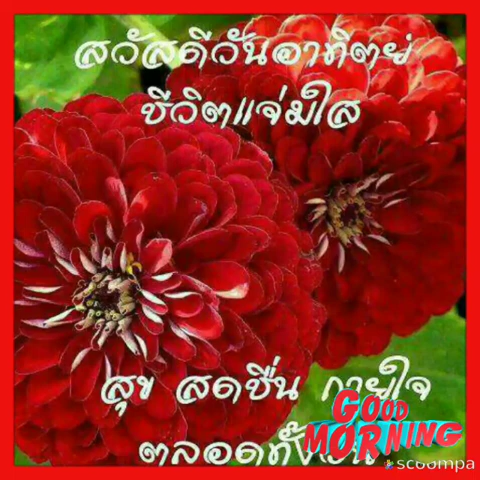 สวัสดีวันอาทิตย์
ชีวิตแจ่มใส
สุข สดชื่น กายใจ
GOOD
ตลอดทั้งวัน
MORNING
scoompa